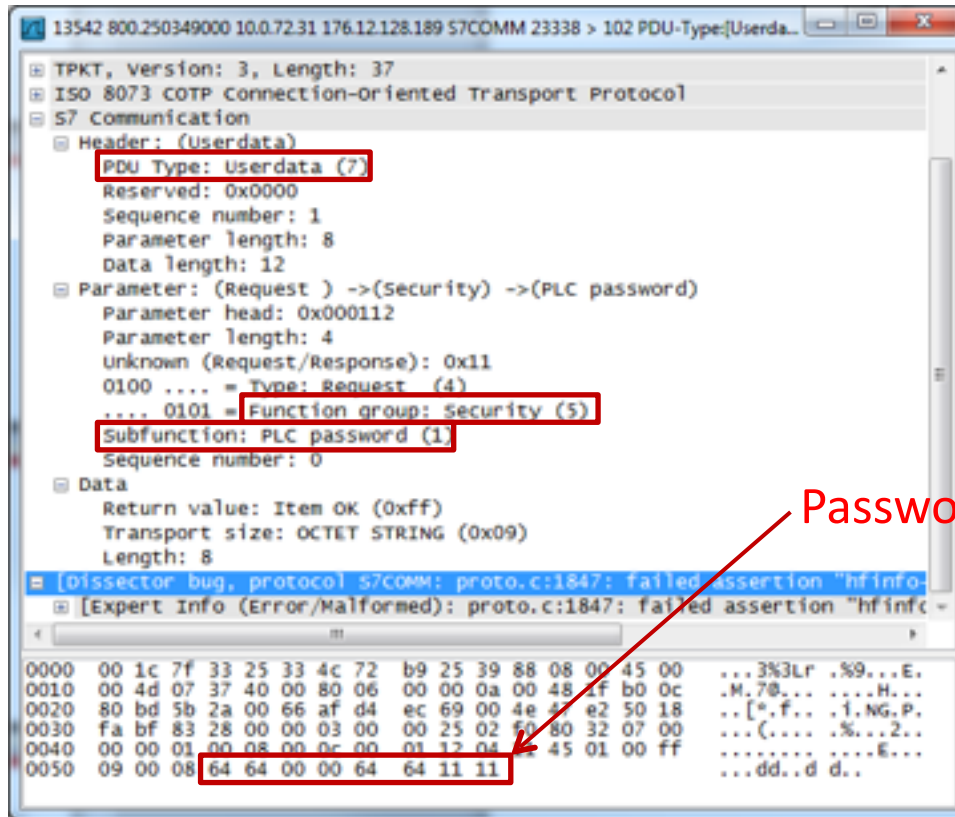 13542 800.250349000 10.0.72.31 176.12.128.189 S7COMM 23338 > 102 PDU-Type:[Userda...
TPKT, Version: 3, Length: 37
ISO 8073 COTP Connection-Oriented Transport Protocol
S7 Communication
Header: (Userdata)
PDU Type: Userdata (7)
Reserved: 0x0000
Sequence number: 1
Parameter length: 8
Data length: 12
Parameter: (Request ) ->(Security) ->(PLC password)
Parameter head: 0x000112
Parameter length: 4
Unknown (Request/Response): 0x11
0100 .... = Type: Request (4)
.... 0101 = Function group: Security (5)
Subfunction: PLC password (1)
Sequence number: 0
Data
Return value: Item OK (0xff)
Transport size: OCTET STRING (0x09)
Length: 8
Passwo
[Dissector bug, protocol S7COMM: proto.c:1847: failed assertion "hfinfo-
[Expert Info (Error/Malformed): proto.c:1847: failed assertion "hfinfo
0000 00 1c 7f 33 25 33 4c 72 b9 25 39 88 08 00 45 00 ...3%3Lr .%9...E.
0010 00 4d 07 37 40 00 80 06 00 00 0a 00 48 1f b0 0c .M.7@... ....H...
0020 80 bd 5b 2a 00 66 af d4 ec 69 00 4e 47 e2 50 18 ..[*.f.. .i.NG.P.
0030 fa bf 83 28 00 00 03 00 00 25 02 f0 80 32 07 00 ...(.... .%...2..
0040 00 00 01 00 08 00 0c 00 01 12 04 45 01 00 ff ........ ...E....
0050 09 00 08 64 64 00 00 64 64 11 11 ...dd..d d..